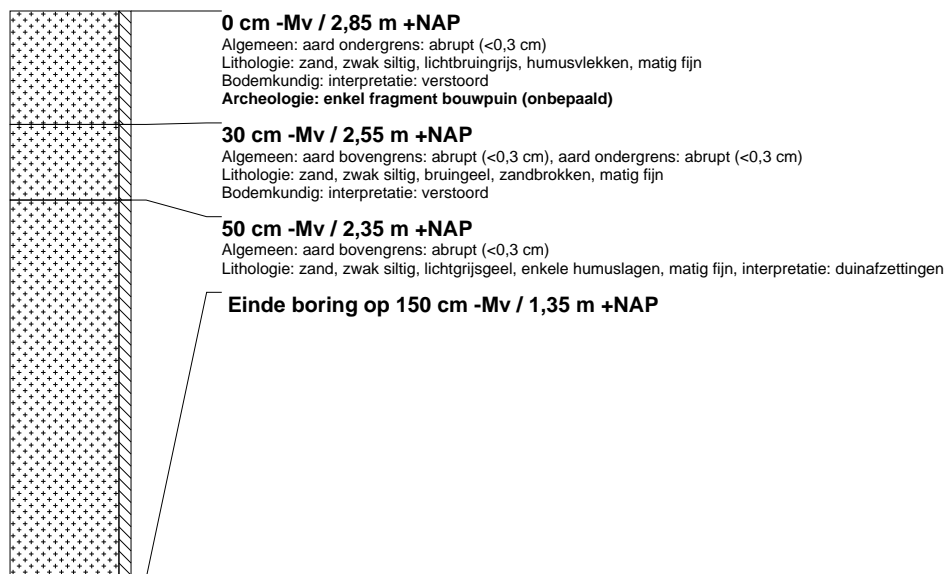 0 cm -Mv / 2,85 m +NAP
Algemeen: aard ondergrens: abrupt (<0,3 cm)
Lithologie: zand, zwak siltig, lichtbruingrijs, humusvlekken, matig fijn
Bodemkundig: interpretatie: verstoord
Archeologie: enkel fragment bouwpuin (onbepaald)
30 cm -Mv / 2,55 m +NAP
Algemeen: aard bovengrens: abrupt (<0,3 cm), aard ondergrens: abrupt (<0,3 cm)
Lithologie: zand, zwak siltig, bruingeel, zandbrokken, matig fijn
Bodemkundig: interpretatie: verstoord
50 cm -Mv / 2,35 m +NAP
Algemeen: aard bovengrens: abrupt (<0,3 cm)
Lithologie: zand, zwak siltig, lichtgrijsgeel, enkele humuslagen, matig fijn, interpretatie: duinafzettingen
Einde boring op 150 cm -Mv / 1,35 m +NAP